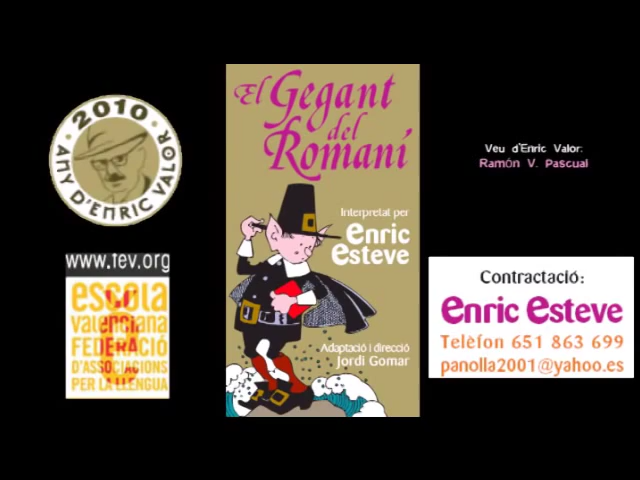 2010
ANY D'ENRIC VALOR
www.fev.org
escola
valenciana
FEDERACIÓ
D'ASSOCIACIONS
PER LA LLENGUA
El Gegant
del
Romaní
Interpretat per
enric
esteve
Adaptació i direcció
Jordi Gomar
Veu d'Enric Valor:
Ramón V. Pascual
Contractació:
enric esteve
Telèfon 651 863 699
panolla2001@yahoo.es